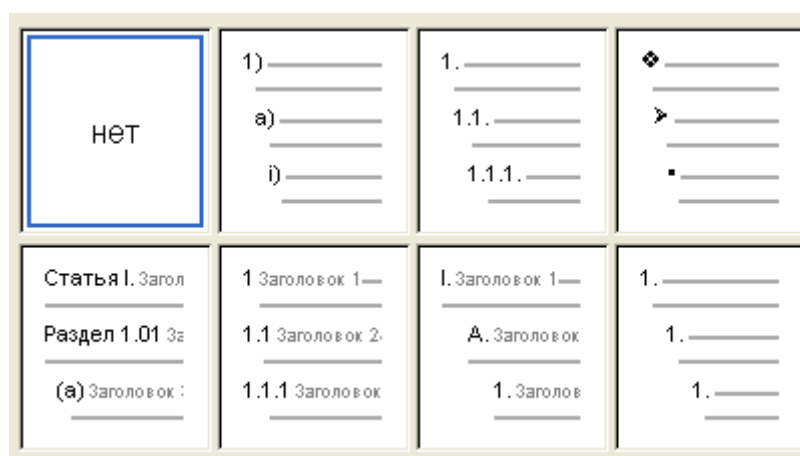 нет
1)
a)
i)
1.
1.1.
1.1.1.
❖
➢
▪
Статья I. Загол
Раздел 1.01 За
(a) Заголовок
1 Заголовок 1
1.1 Заголовок 2
1.1.1 Заголовок
I. Заголовок 1
A. Заголовок
1. Заголов
1.
1.
1.